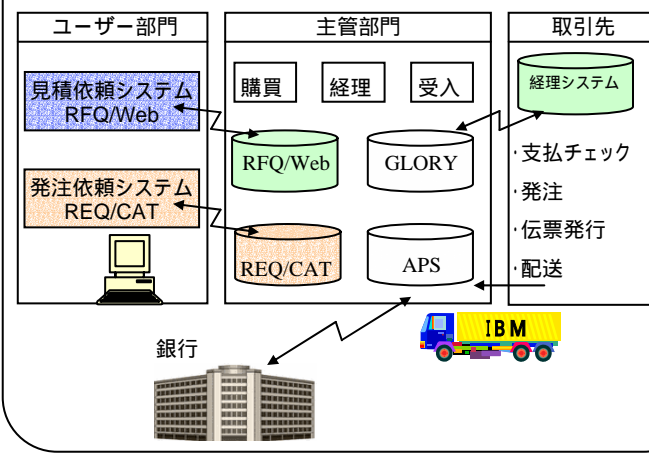 ユーザー部門
見積依頼システム
RFQ/Web
発注依頼システム
REQ/CAT
主管部門
購買
経理
受入
RFQ/Web
GLORY
REQ/CAT
APS
取引先
経理システム
･支払チェック
･発注
･伝票発行
･配送
銀行
IBM